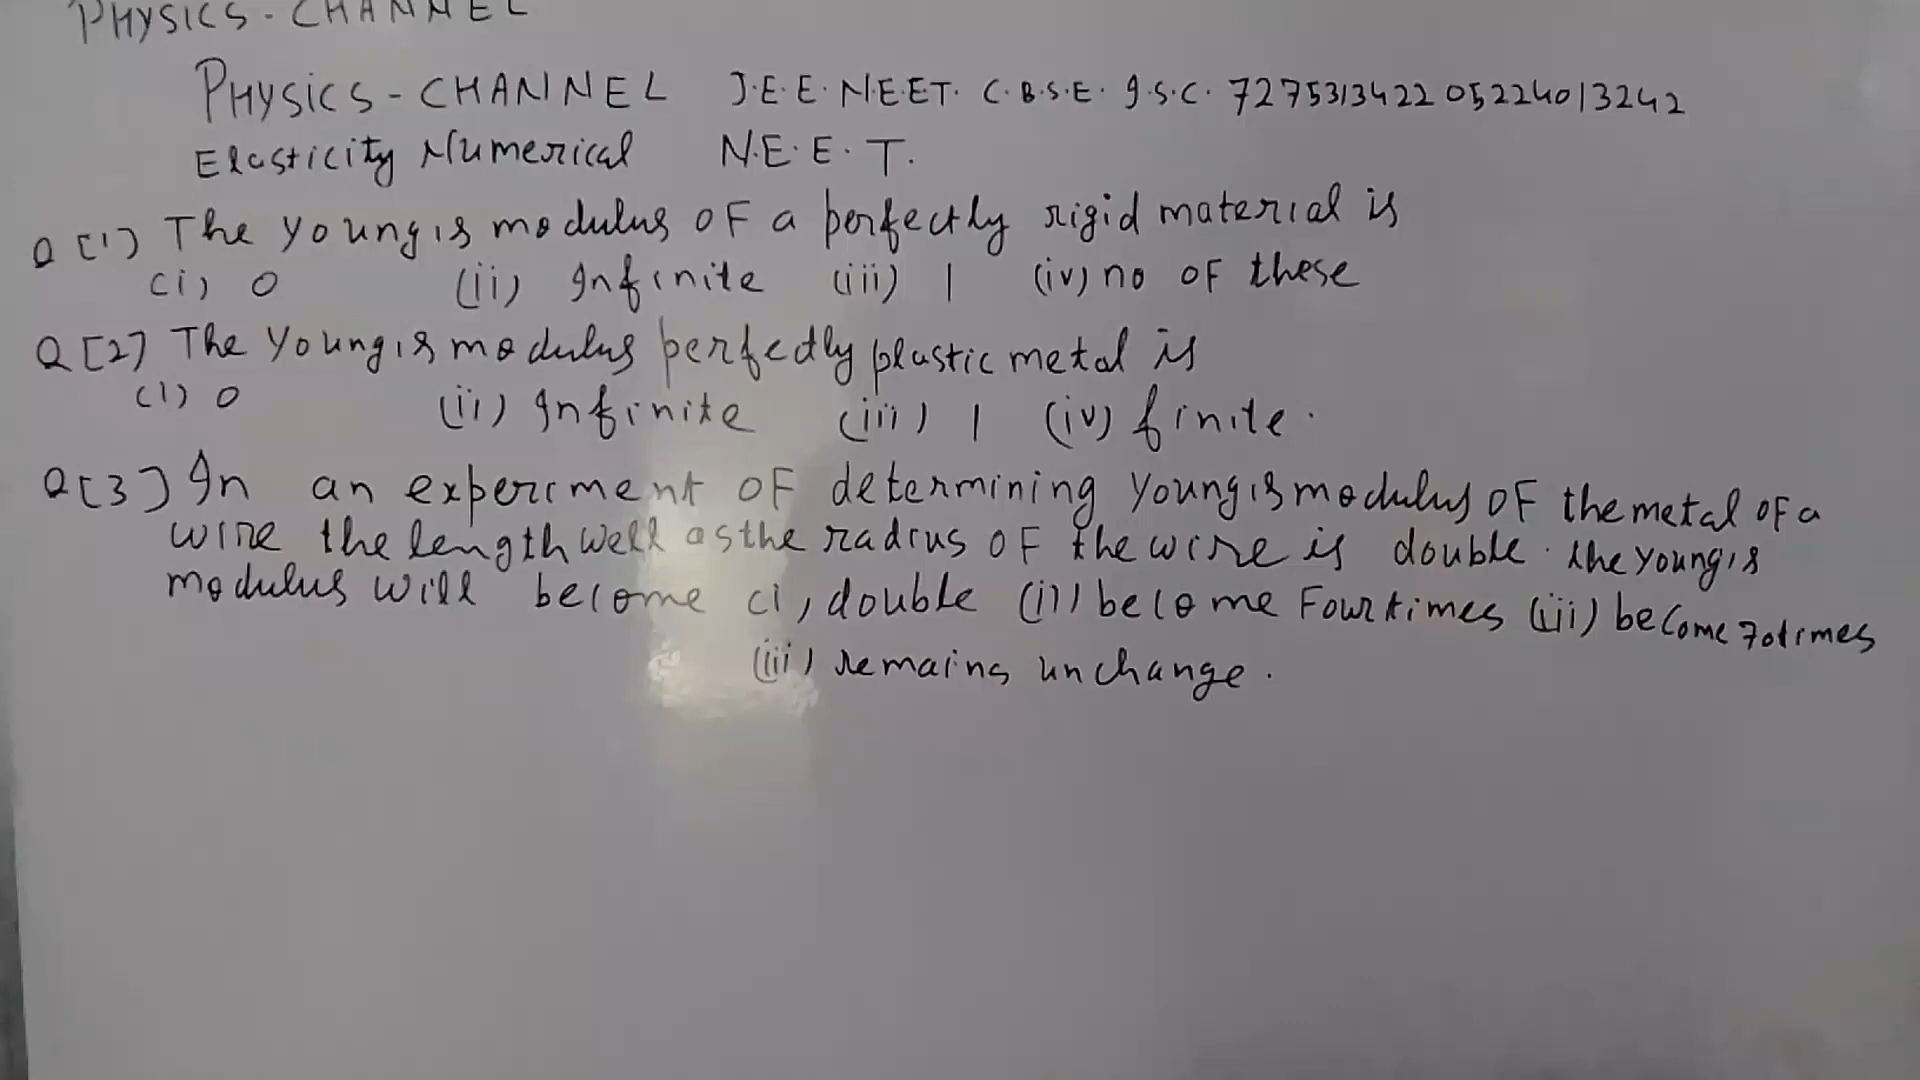 PHYSICS-CHANNEL
PHYSICS-CHANNEL J.E.E. N.E.ET. C.B.S.E. I.S.C. 7275313422 05224013242
Elasticity Numerical N.E.E.T.
Q [1] The young's modulus OF a perfectly rigid material is
(i) 0 (ii) Infinite (iii) 1 (iv) no OF these
Q [2] The Young's modulus perfectly plastic metal is
(i) 0 (ii) Infinite (iii) 1 (iv) finite.
Q [3] In an experiment OF determining young's modulus OF the metal OF a
wire the length well as the radius OF the wire is double. the young's
modulus will become (i) double (ii) become Four times (iii) become 70times
(iii) remains unchange.